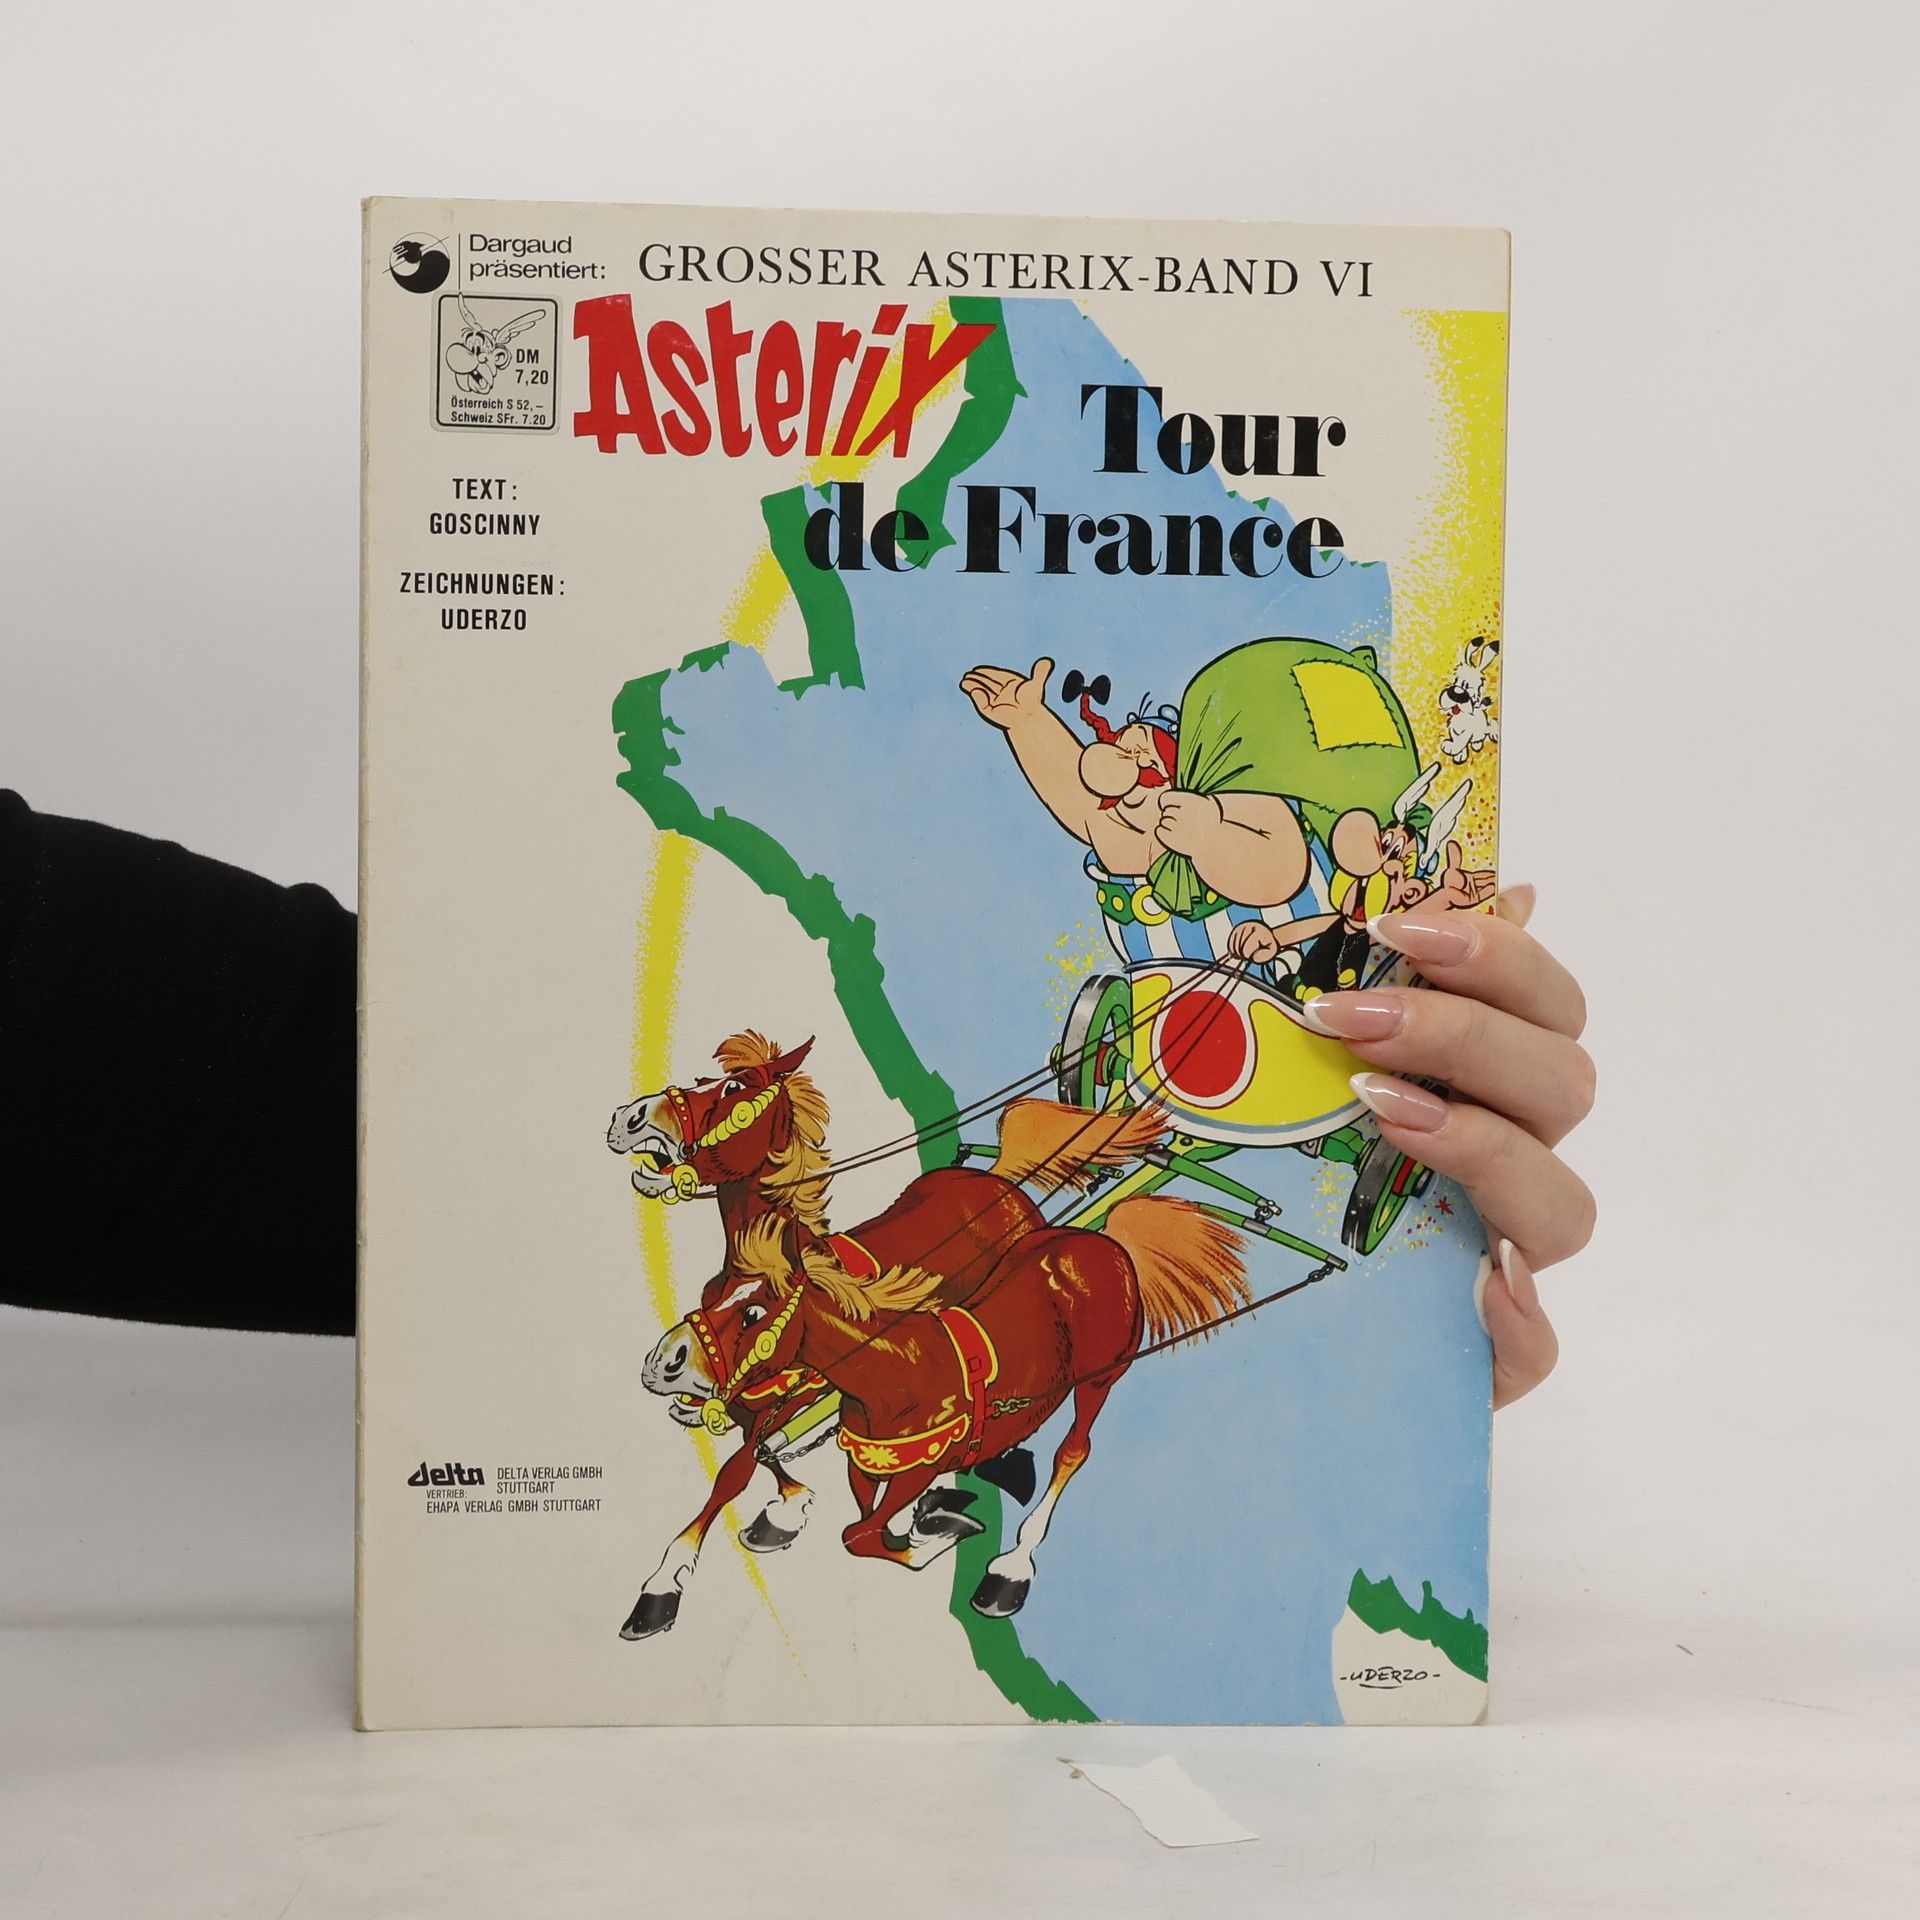 Dargaud
präsentiert:
GROSSER ASTERIX-BAND VI
DM
7,20
Österreich S 52,–
Schweiz SFr. 7.20
Asterix
Tour
de France
TEXT:
GOSCINNY
ZEICHNUNGEN:
UDERZO
delta
DELTA VERLAG GMBH
STUTTGART
VERTRIEB:
EHAPA VERLAG GMBH STUTTGART
-UDERZO-